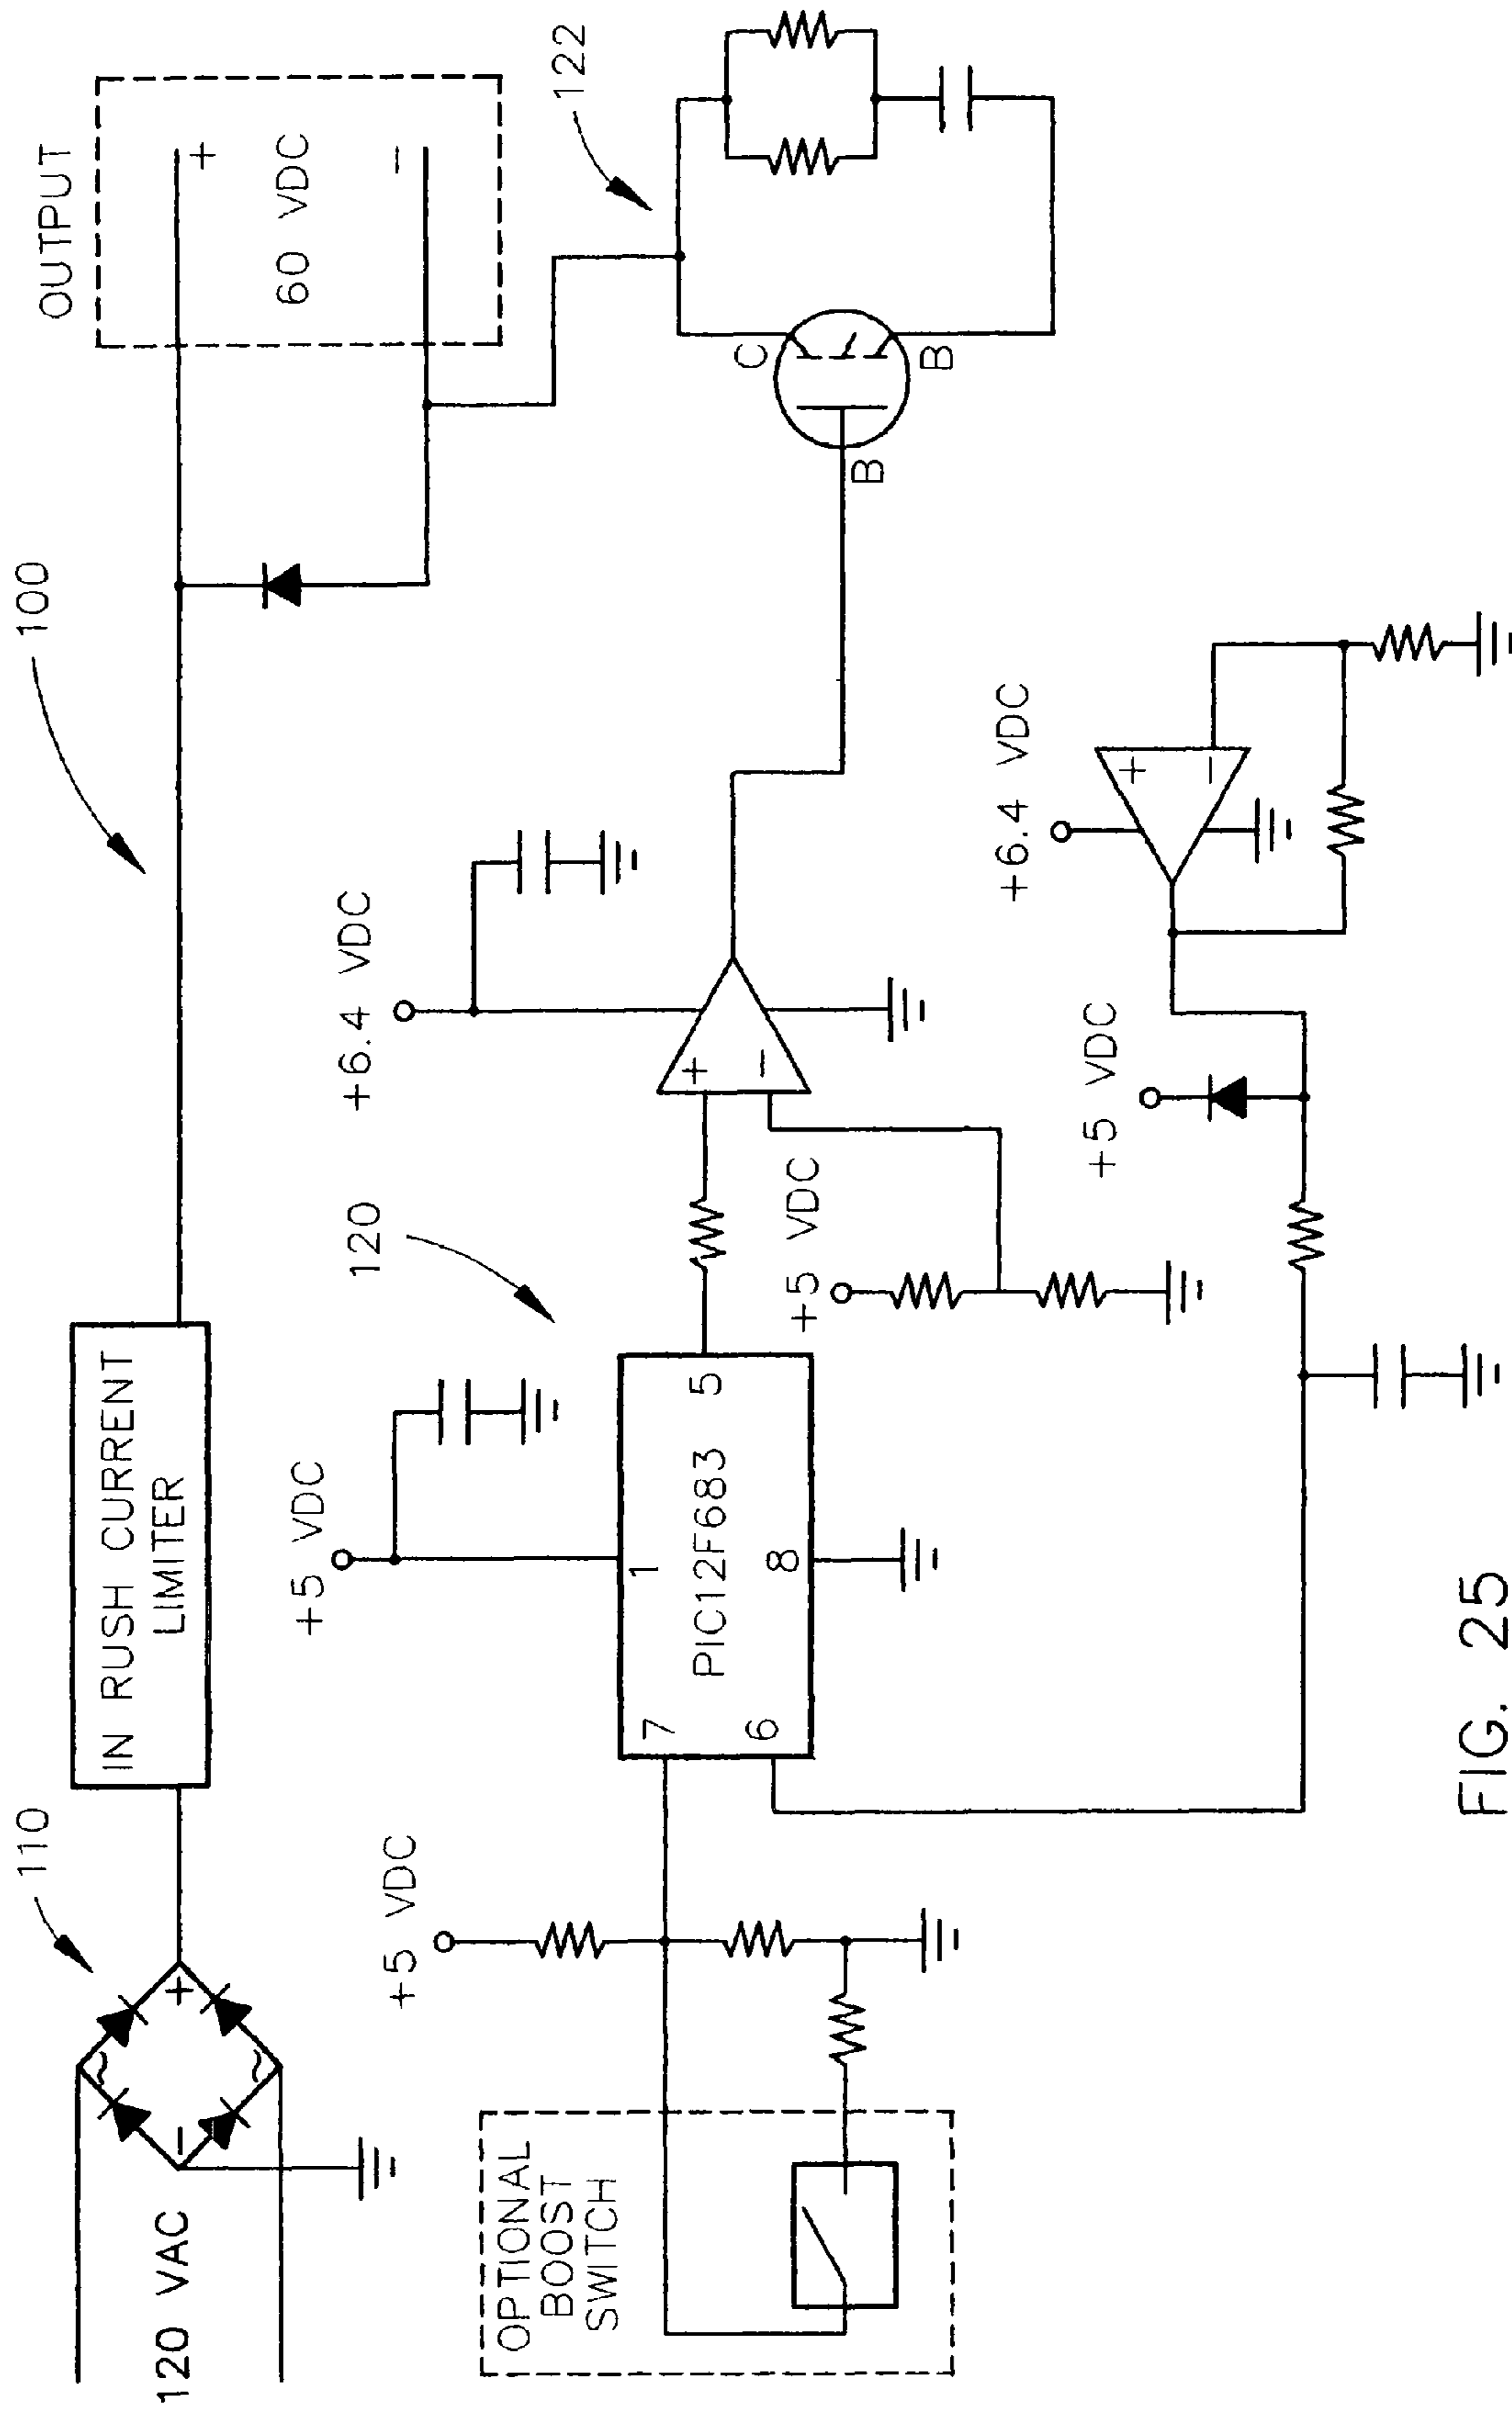 110
100
OUTPUT
120 VAC
~
~
+
−
IN RUSH CURRENT
LIMITER
+
60 VDC
−
122
+5 VDC
+5 VDC
120
+6.4 VDC
OPTIONAL
BOOST
SWITCH
7
1
5
PIC12F683
6
8
+
−
+5 VDC
C
B
B
+5 VDC
+6.4 VDC
+
−
FIG. 25